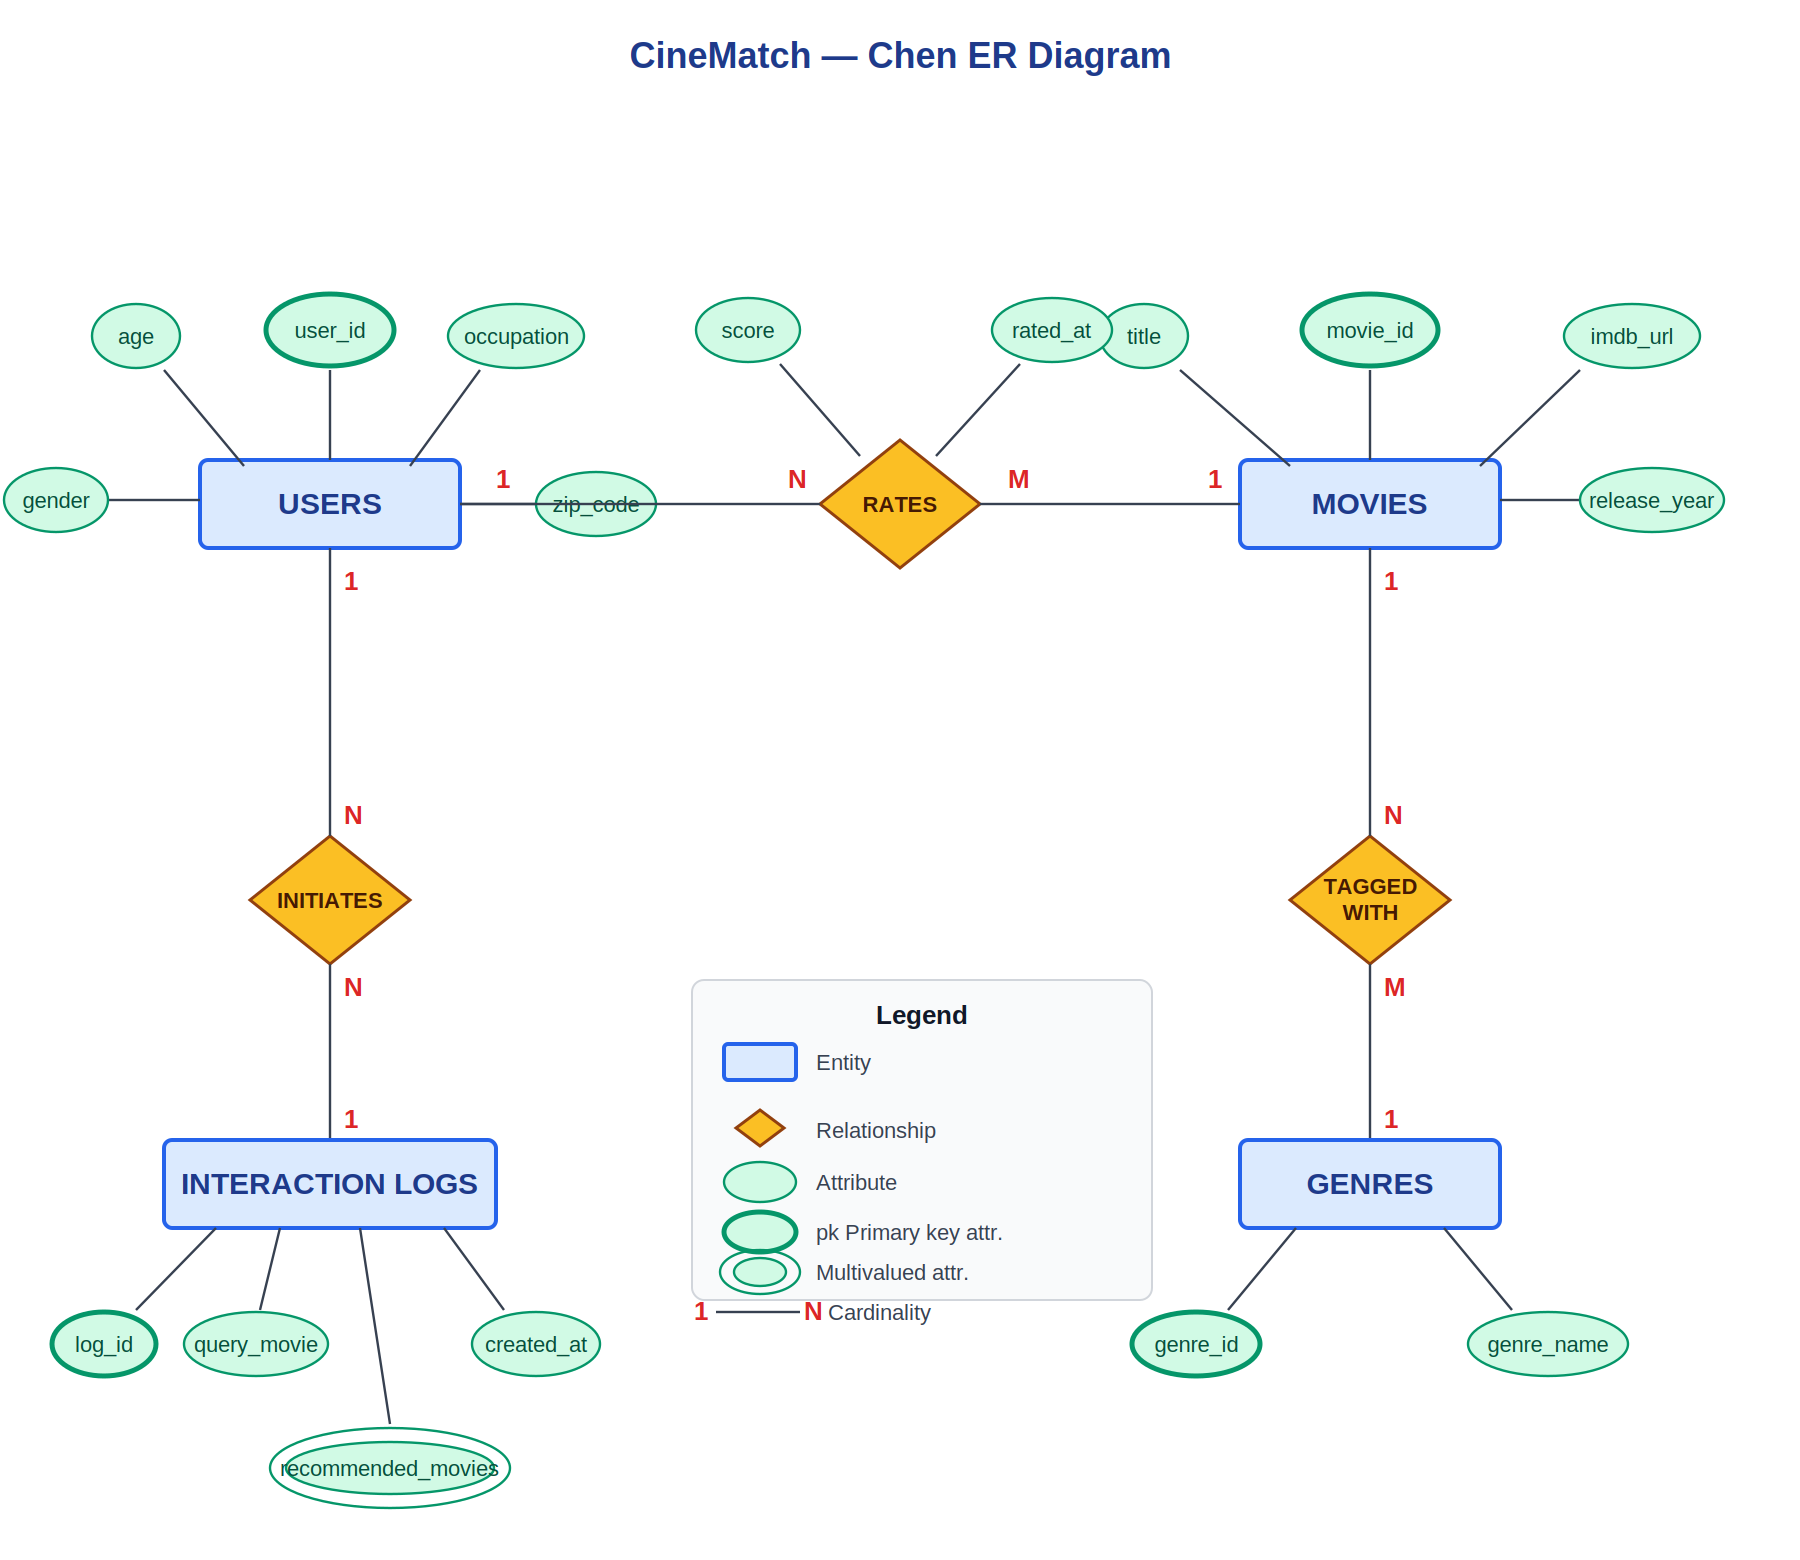 CineMatch — Chen ER Diagram
age
user_id
occupation
score
rated_at
title
movie_id
imdb_url
gender
USERS
1
zip_code
N
RATES
M
1
MOVIES
release_year
1
1
N
N
INITIATES
TAGGED
WITH
N
M
Legend
Entity
Relationship
Attribute
pk Primary key attr.
Multivalued attr.
1
N
Cardinality
1
1
INTERACTION LOGS
GENRES
log_id
query_movie
created_at
genre_id
genre_name
recommended_movies